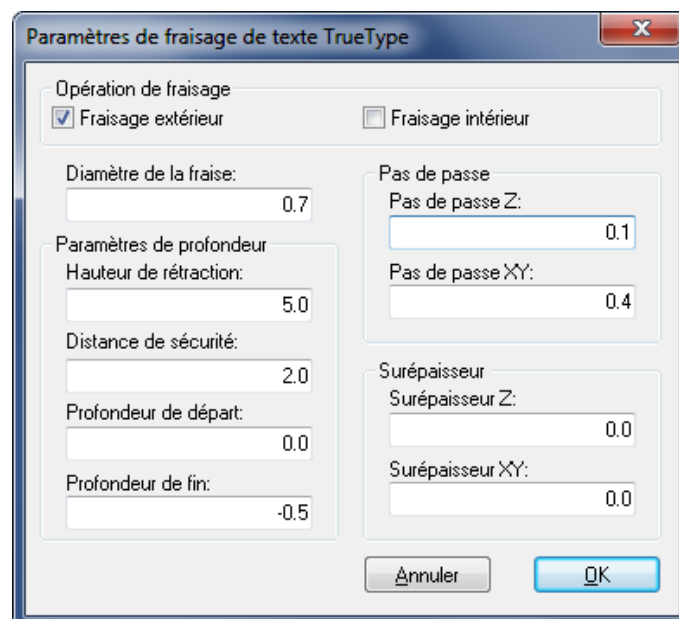 Paramètres de fraisage de texte TrueType
Opération de fraisage
Fraisage extérieur
Fraisage intérieur
Diamètre de la fraise:
0.7
Paramètres de profondeur
Hauteur de rétraction:
5.0
Distance de sécurité:
2.0
Profondeur de départ:
0.0
Profondeur de fin:
-0.5
Pas de passe
Pas de passe Z:
0.1
Pas de passe XY:
0.4
Surépaisseur
Surépaisseur Z:
0.0
Surépaisseur XY:
0.0
Annuler
OK